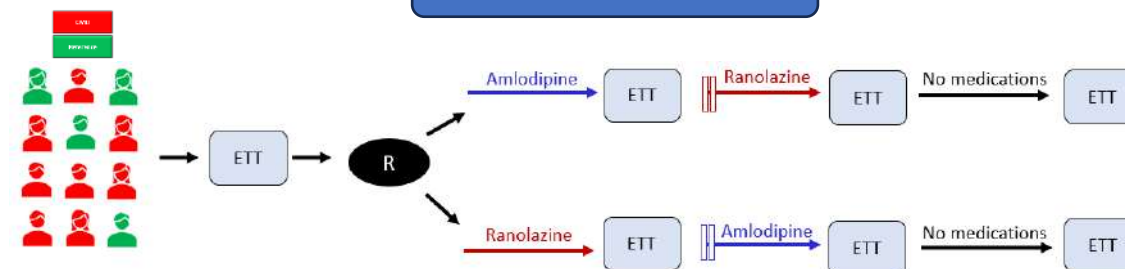 Amlodipine
ETT
Ranolazine
ETT
No medications
ETT
ETT
R
Ranolazine
ETT
Amlodipine
ETT
No medications
ETT